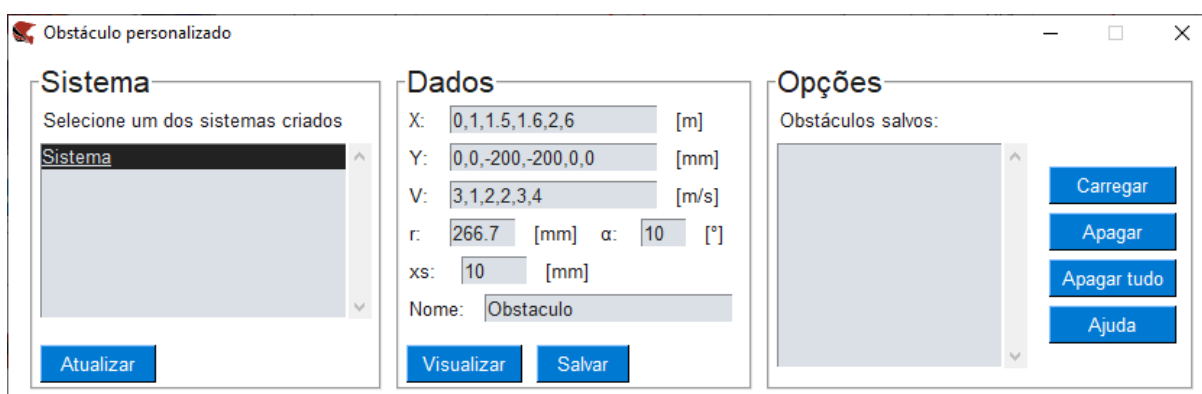 Obstáculo personalizado
Sistema
Selecione um dos sistemas criados
Sistema
Atualizar
Dados
X: 0,1,1.5,1.6,2,6 [m]
Y: 0,0,-200,-200,0,0 [mm]
V: 3,1,2,2,3,4 [m/s]
r: 266.7 [mm] α: 10 [°]
xs: 10 [mm]
Nome: Obstaculo
Visualizar Salvar
Opções
Obstáculos salvos:
Carregar
Apagar
Apagar tudo
Ajuda